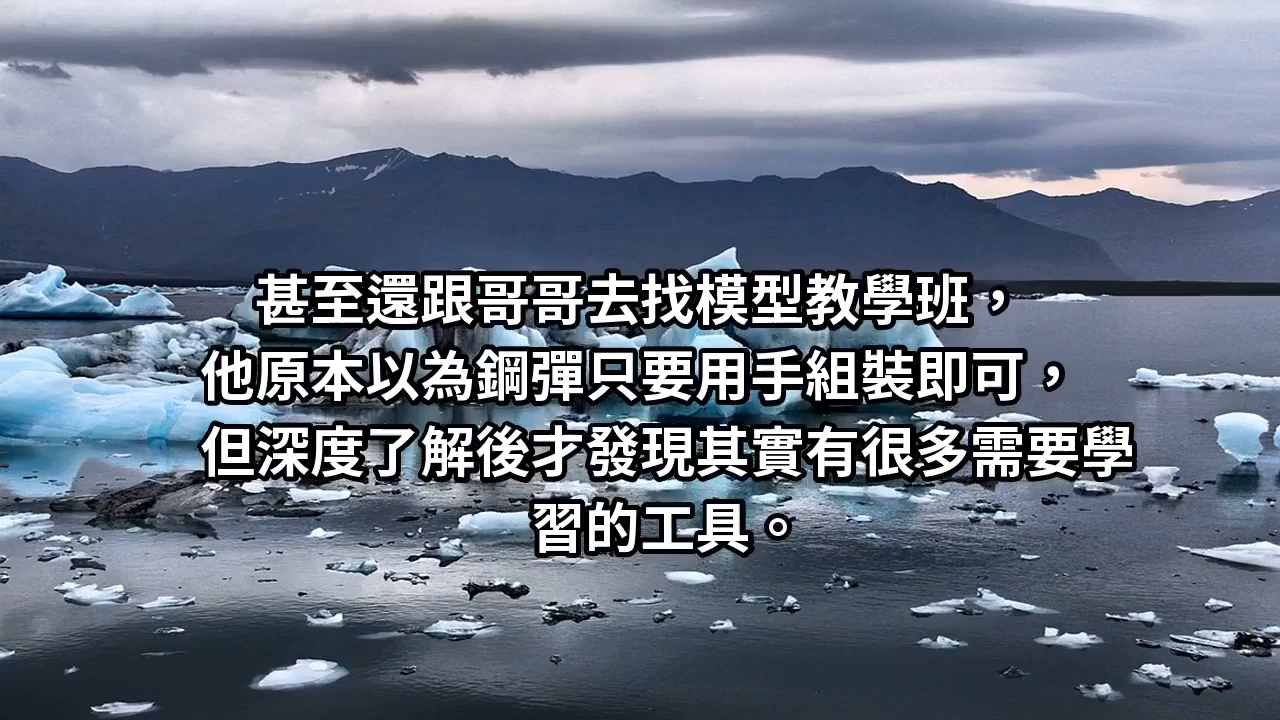 甚至還跟哥哥去找模型教學班，
他原本以為鋼彈只要用手組裝即可，
但深度了解後才發現其實有很多需要學
習的工具。